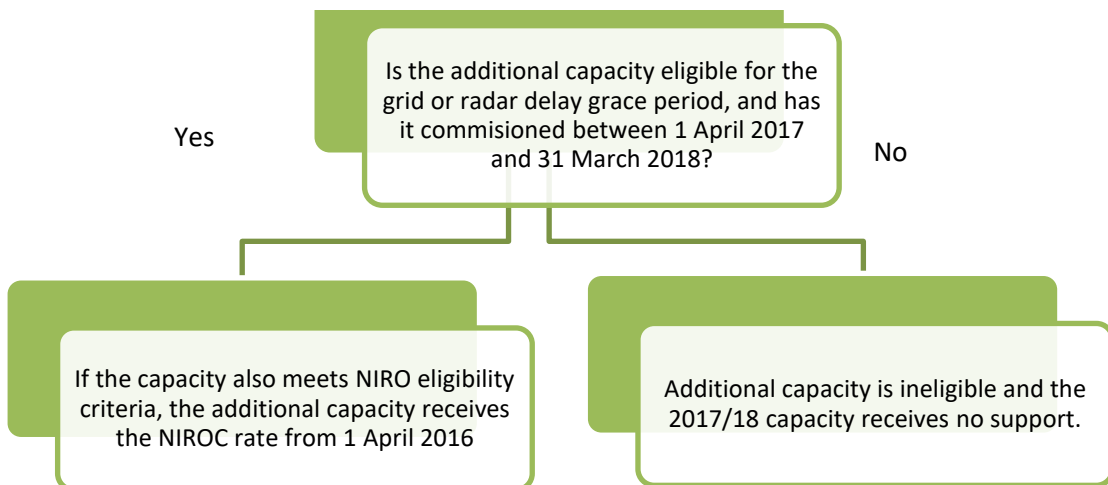 Is the additional capacity eligible for the
grid or radar delay grace period, and has
it commisioned between 1 April 2017
and 31 March 2018?
Yes
No
If the capacity also meets NIRO eligibility
criteria, the additional capacity receives
the NIROC rate from 1 April 2016
Additional capacity is ineligible and the
2017/18 capacity receives no support.